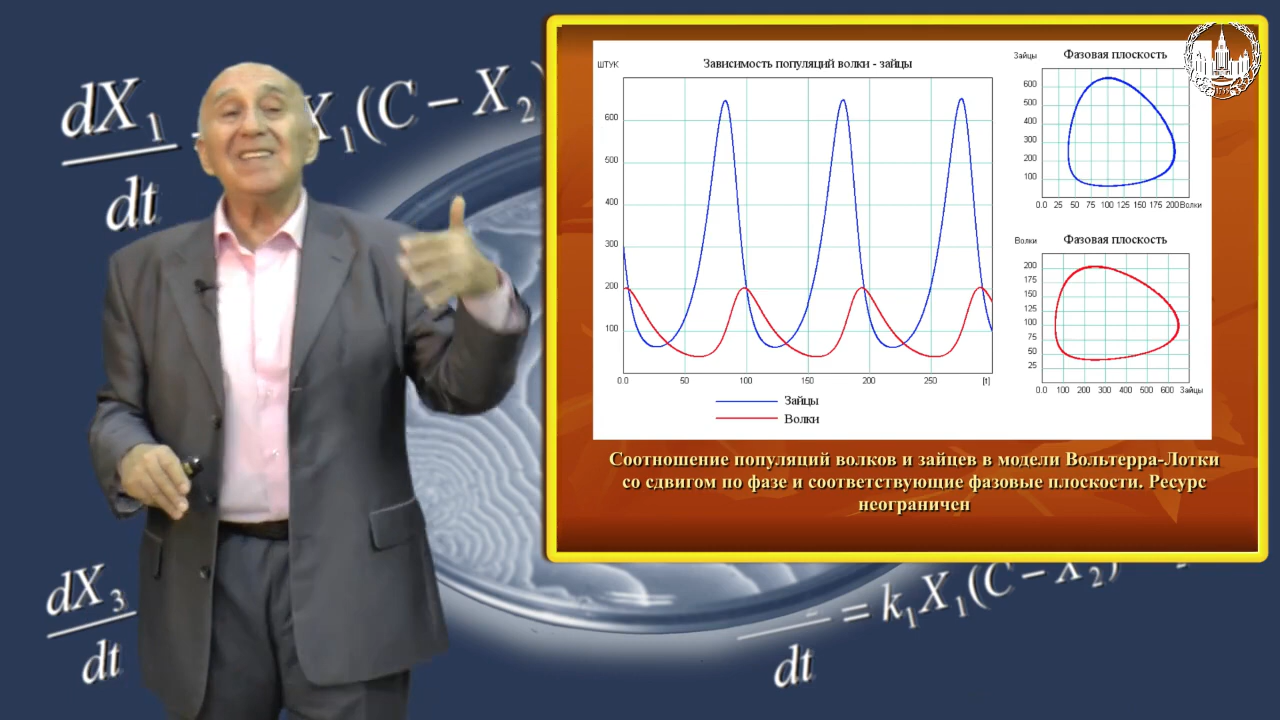 dX₁
dt
X₁(C − X₂)
dX₃
dt
dt
= k₁X₁(C − X₂)
ШТУК
Зависимость популяций волки - зайцы
600
500
400
300
200
100
0.0 50 100 150 200 250 [t]
Зайцы
Волки
Зайцы
Фазовая плоскость
600
500
400
300
200
100
0.0 25 50 75 100 125 150 175 200 Волки
Волки
Фазовая плоскость
200
175
150
125
100
75
50
25
0.0 100 200 300 400 500 600 Зайцы
1755
Соотношение популяций волков и зайцев в модели Вольтерра-Лотки
со сдвигом по фазе и соответствующие фазовые плоскости. Ресурс
неограничен